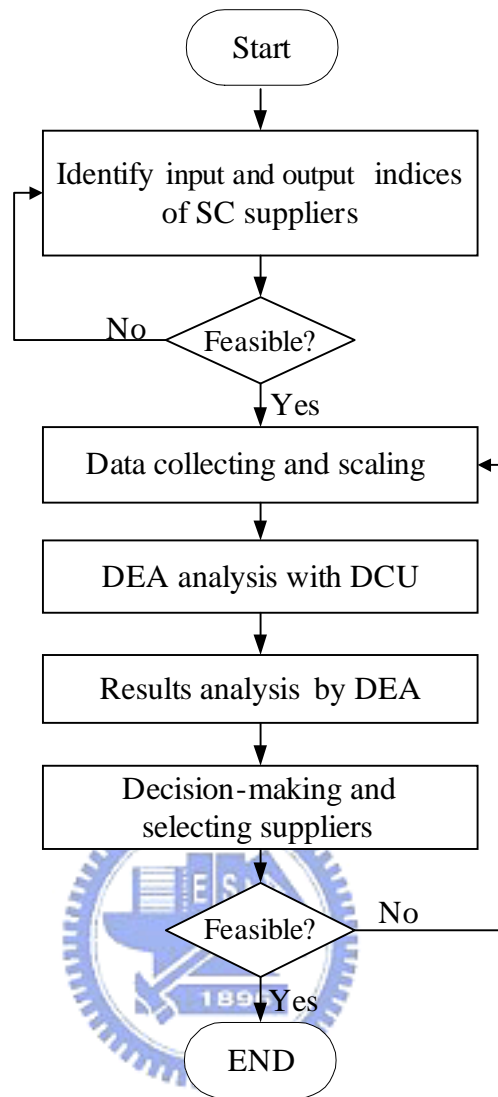 Start
Identify input and output indices
of SC suppliers
No
Feasible?
Yes
Data collecting and scaling
DEA analysis with DCU
Results analysis by DEA
Decision-making and
selecting suppliers
E S
Feasible?
No
1896
Yes
END